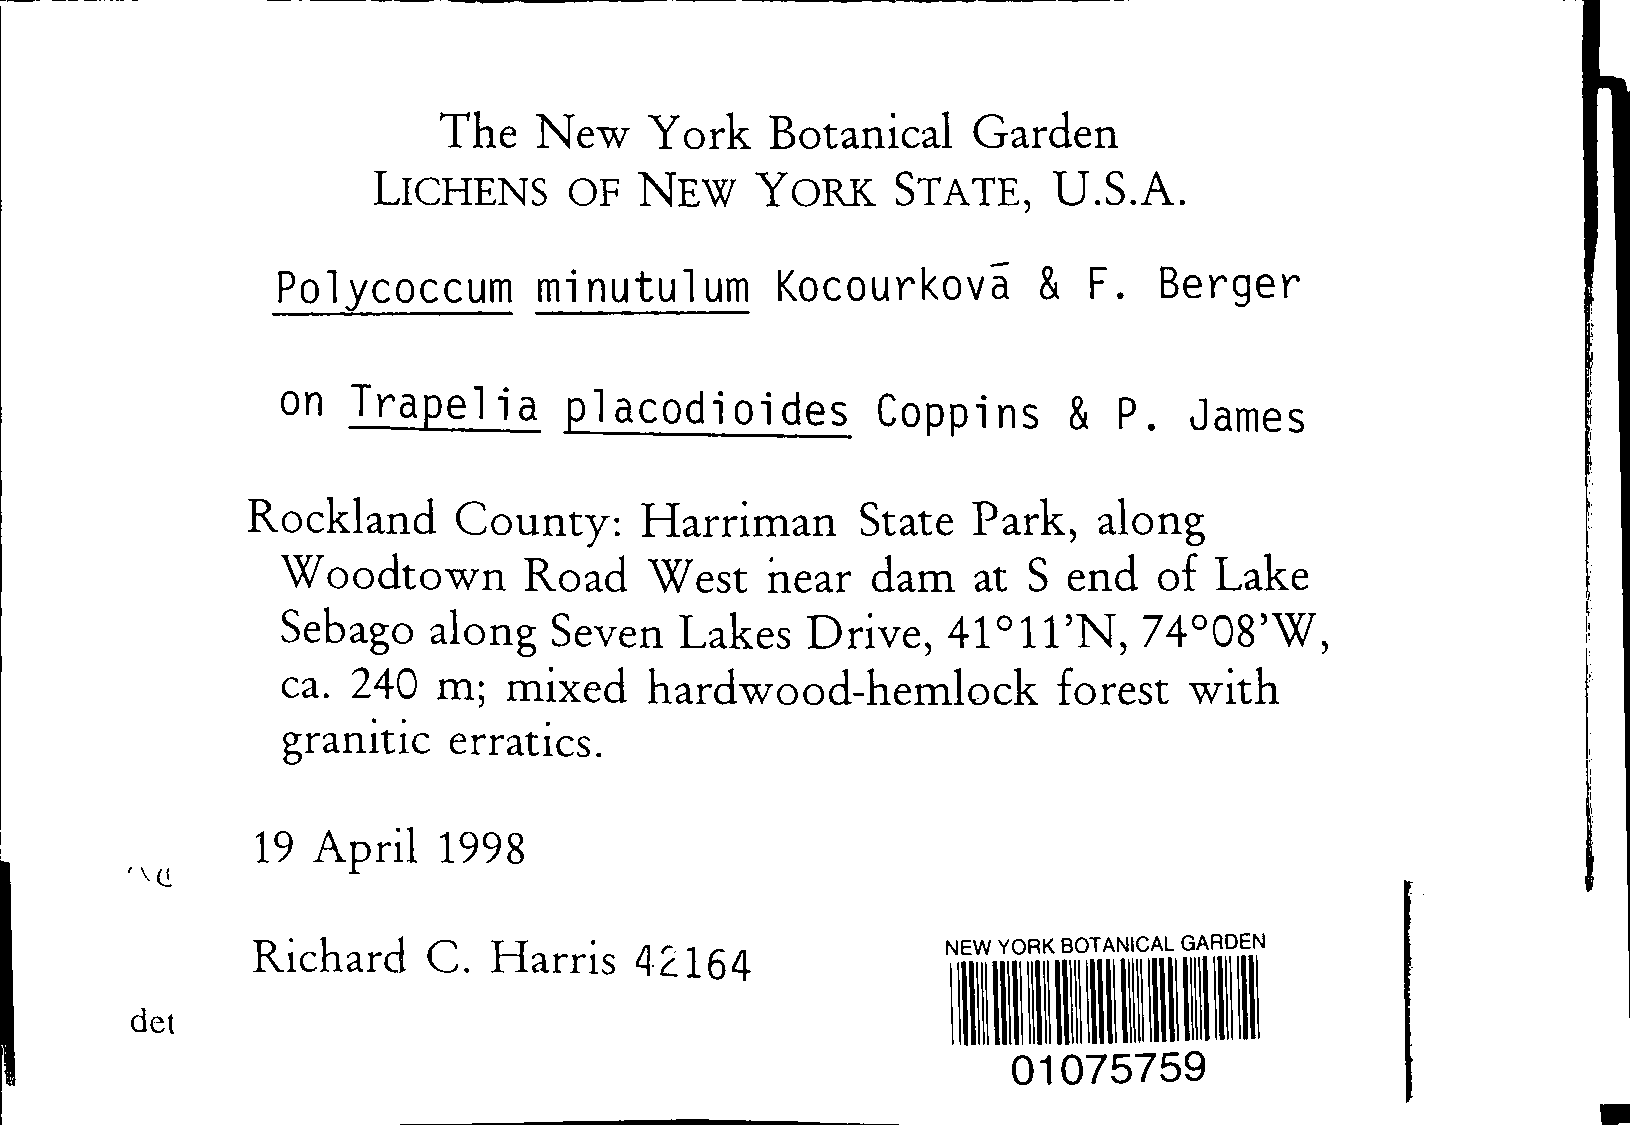 The New York Botanical Garden
LICHENS OF NEW YORK STATE, U.S.A.
Polycoccum minutulum Kocourkovā & F. Berger
on Trapelia placodioides Coppins & P. James
Rockland County: Harriman State Park, along
Woodtown Road West near dam at S end of Lake
Sebago along Seven Lakes Drive, 41°11'N, 74°08'W,
ca. 240 m; mixed hardwood-hemlock forest with
granitic erratics.
19 April 1998
Richard C. Harris 42164
NEW YORK BOTANICAL GARDEN
01075759
det